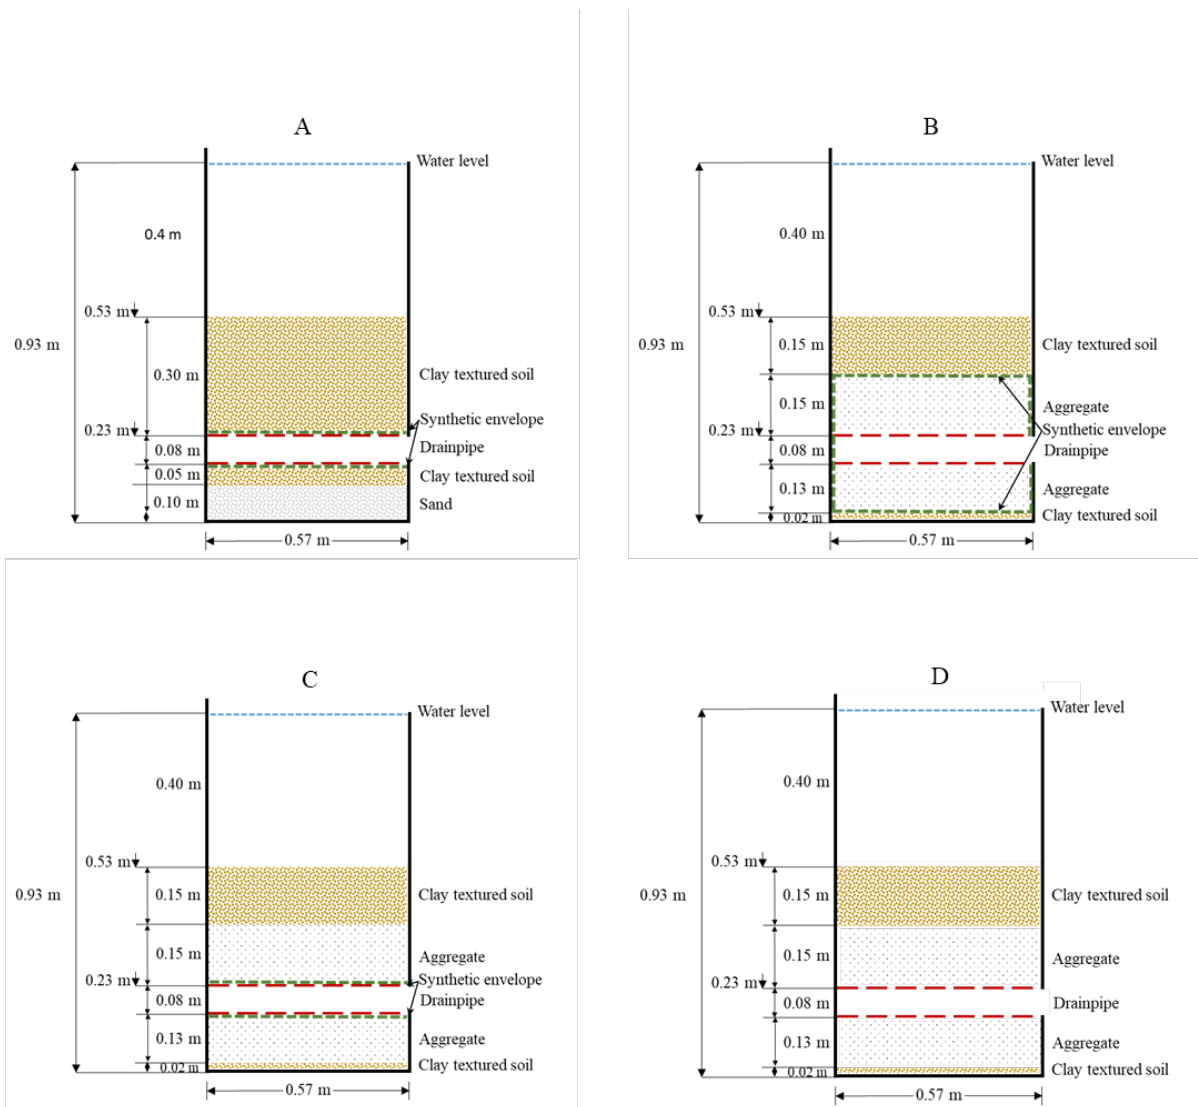 A
Water level
0.4 m
0.53 m
0.93 m
0.30 m
Clay textured soil
Synthetic envelope
0.23 m
Drainpipe
0.08 m
0.05 m
Clay textured soil
0.10 m
Sand
0.57 m
B
Water level
0.40 m
0.53 m
0.93 m
0.15 m
Clay textured soil
0.15 m
Aggregate
0.23 m
Synthetic envelope
0.08 m
Drainpipe
0.13 m
Aggregate
0.02 m
Clay textured soil
0.57 m
C
Water level
0.40 m
0.53 m
0.93 m
0.15 m
Clay textured soil
0.15 m
Aggregate
0.23 m
Synthetic envelope
0.08 m
Drainpipe
0.13 m
Aggregate
0.02 m
Clay textured soil
0.57 m
D
Water level
0.40 m
0.53 m
0.93 m
0.15 m
Clay textured soil
0.15 m
Aggregate
0.23 m
0.08 m
Drainpipe
0.13 m
Aggregate
0.02 m
Clay textured soil
0.57 m